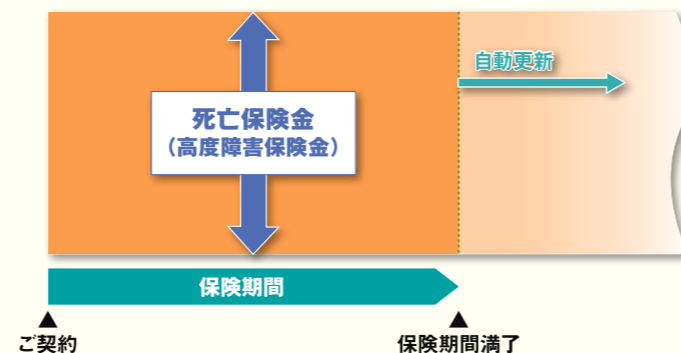 自動更新
死亡保険金
（高度障害保険金）
保険期間
ご契約
保険期間満了